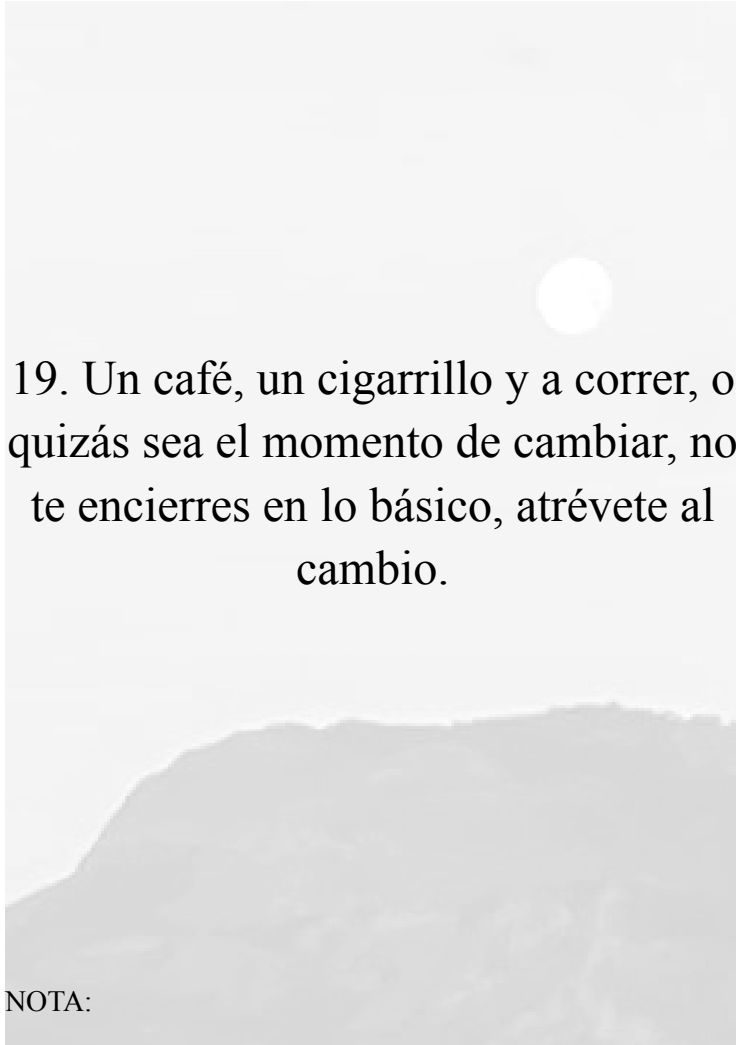 19. Un café, un cigarrillo y a correr, o
quizás sea el momento de cambiar, no
te encierres en lo básico, atrévete al
cambio.
NOTA: